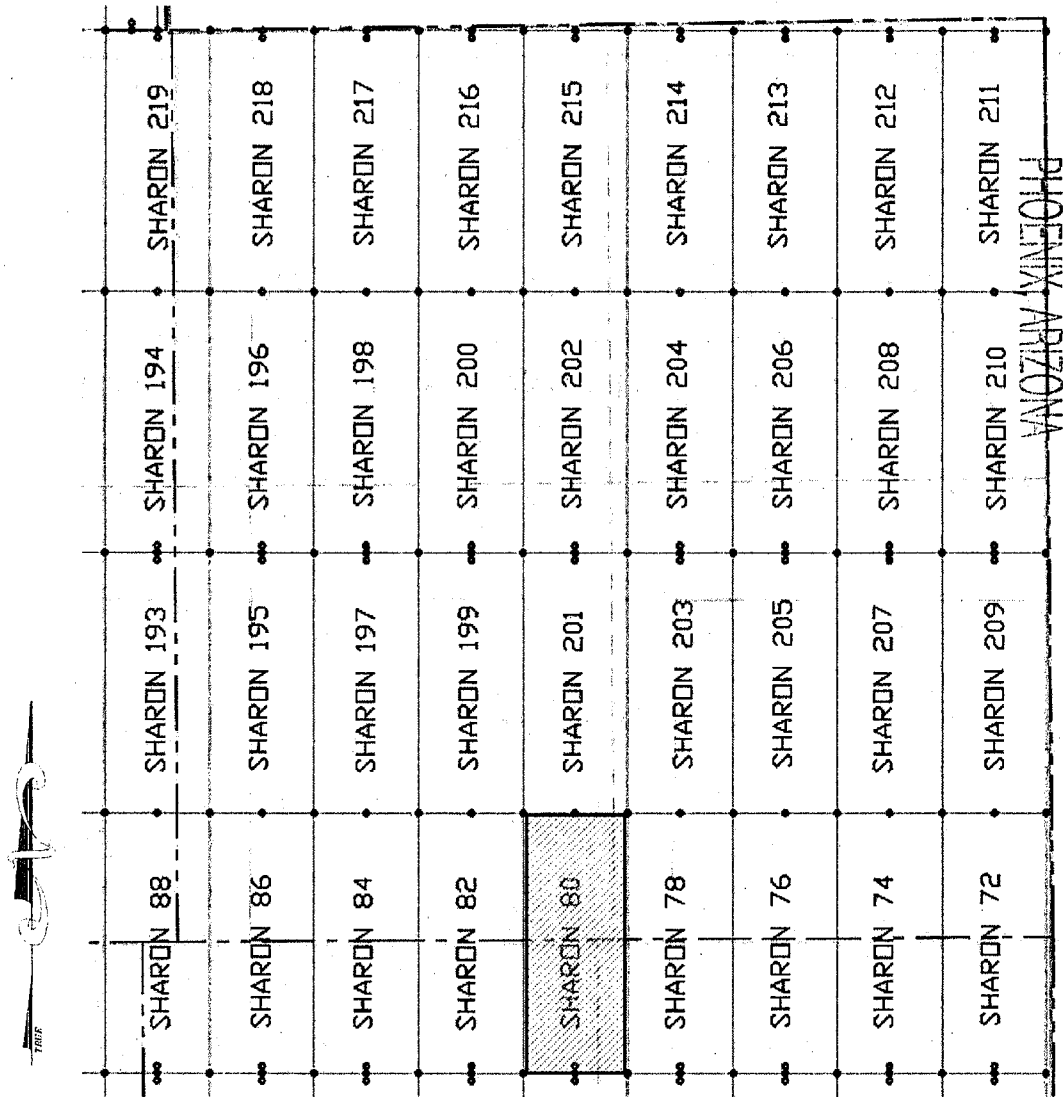 SHARON 219
SHARON 218
SHARON 217
SHARON 216
SHARON 215
SHARON 214
SHARON 213
SHARON 212
SHARON 211
SHARON 194
SHARON 196
SHARON 198
SHARON 200
SHARON 202
SHARON 204
SHARON 206
SHARON 208
SHARON 210
SHARON 193
SHARON 195
SHARON 197
SHARON 199
SHARON 201
SHARON 203
SHARON 205
SHARON 207
SHARON 209
SHARON 88
SHARON 86
SHARON 84
SHARON 82
SHARON 80
SHARON 78
SHARON 76
SHARON 74
SHARON 72
PHOENIX, ARIZONA
TRUE